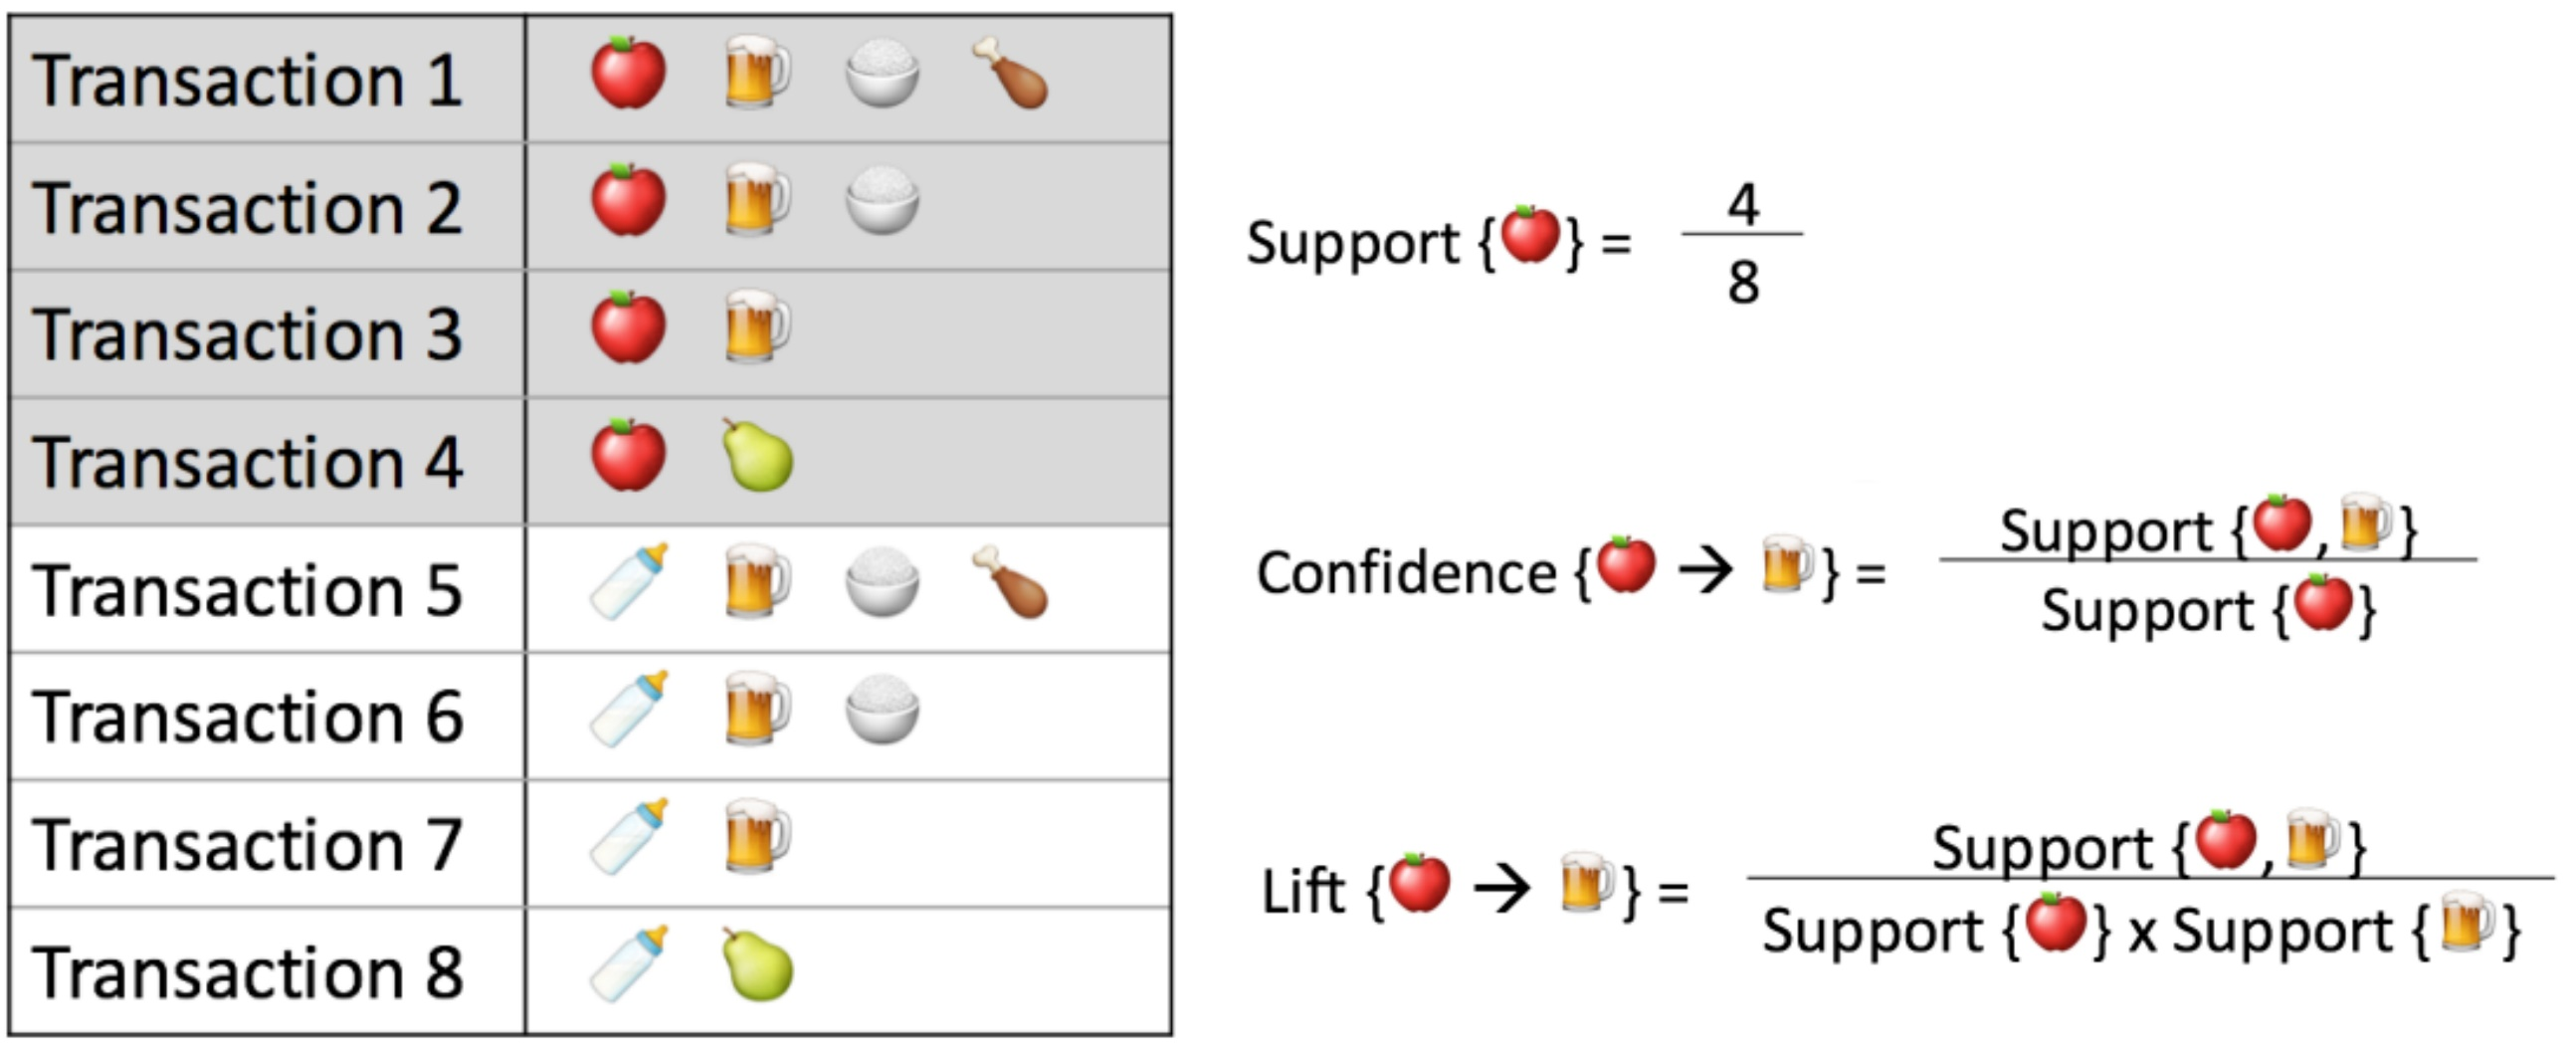 Transaction 1
Transaction 2
Transaction 3
Transaction 4
Transaction 5
Transaction 6
Transaction 7
Transaction 8
Support {🍎} = 4
8
Confidence {🍎 → 🍺} = Support {🍎,🍺}
Support {🍎}
Lift {🍎 → 🍺} = Support {🍎,🍺}
Support {🍎} x Support {🍺}